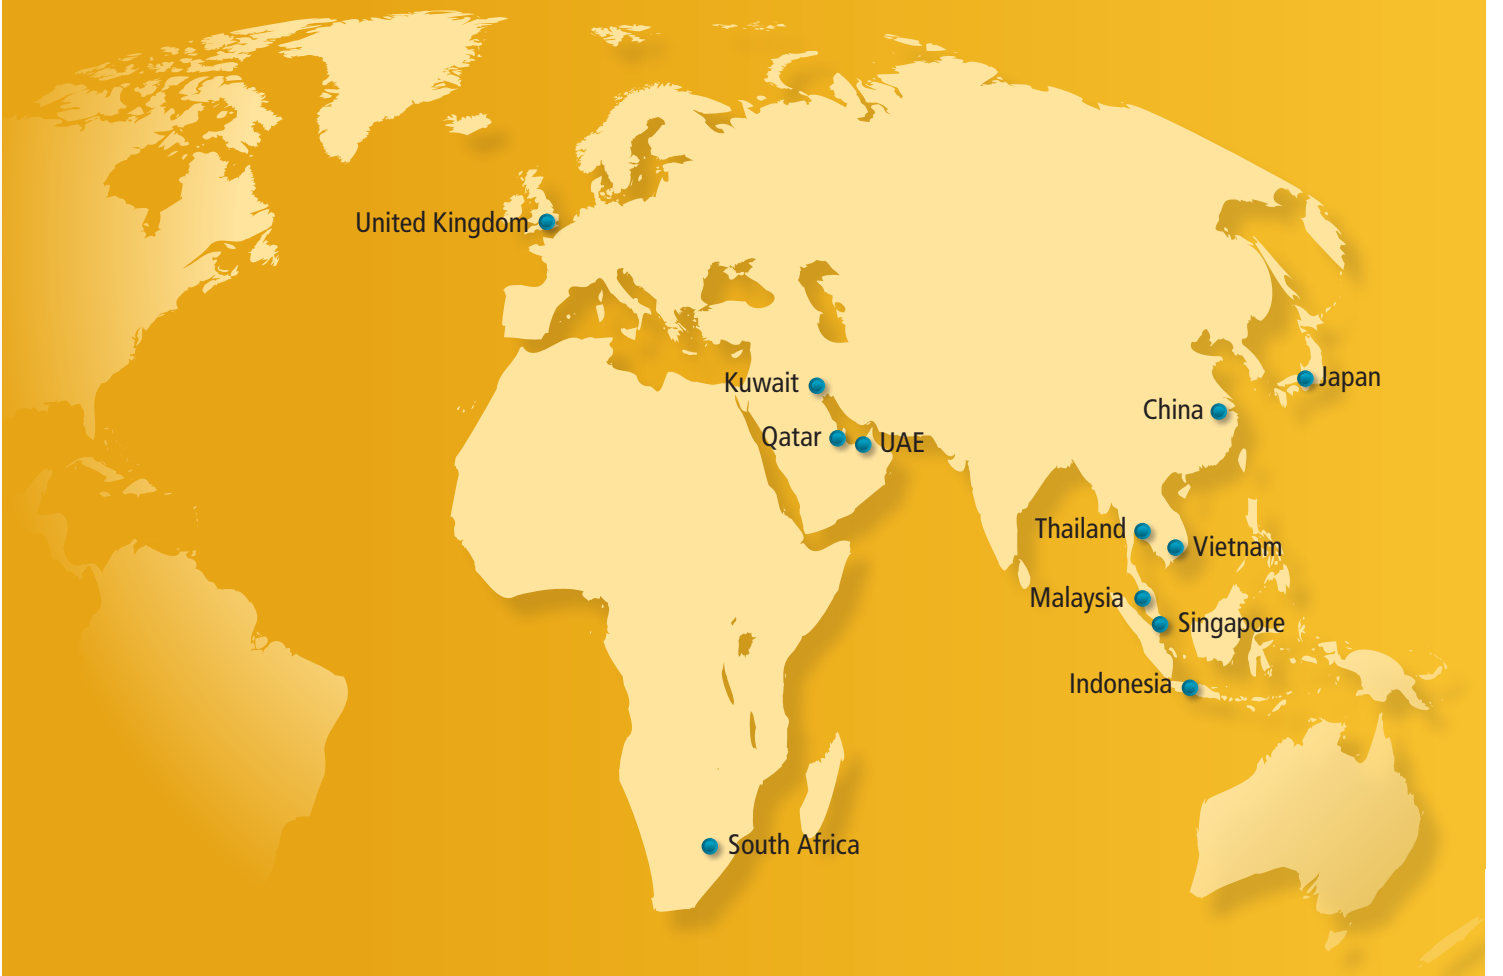 United Kingdom
Kuwait
Japan
China
Qatar
UAE
Thailand
Vietnam
Malaysia
Singapore
Indonesia
South Africa